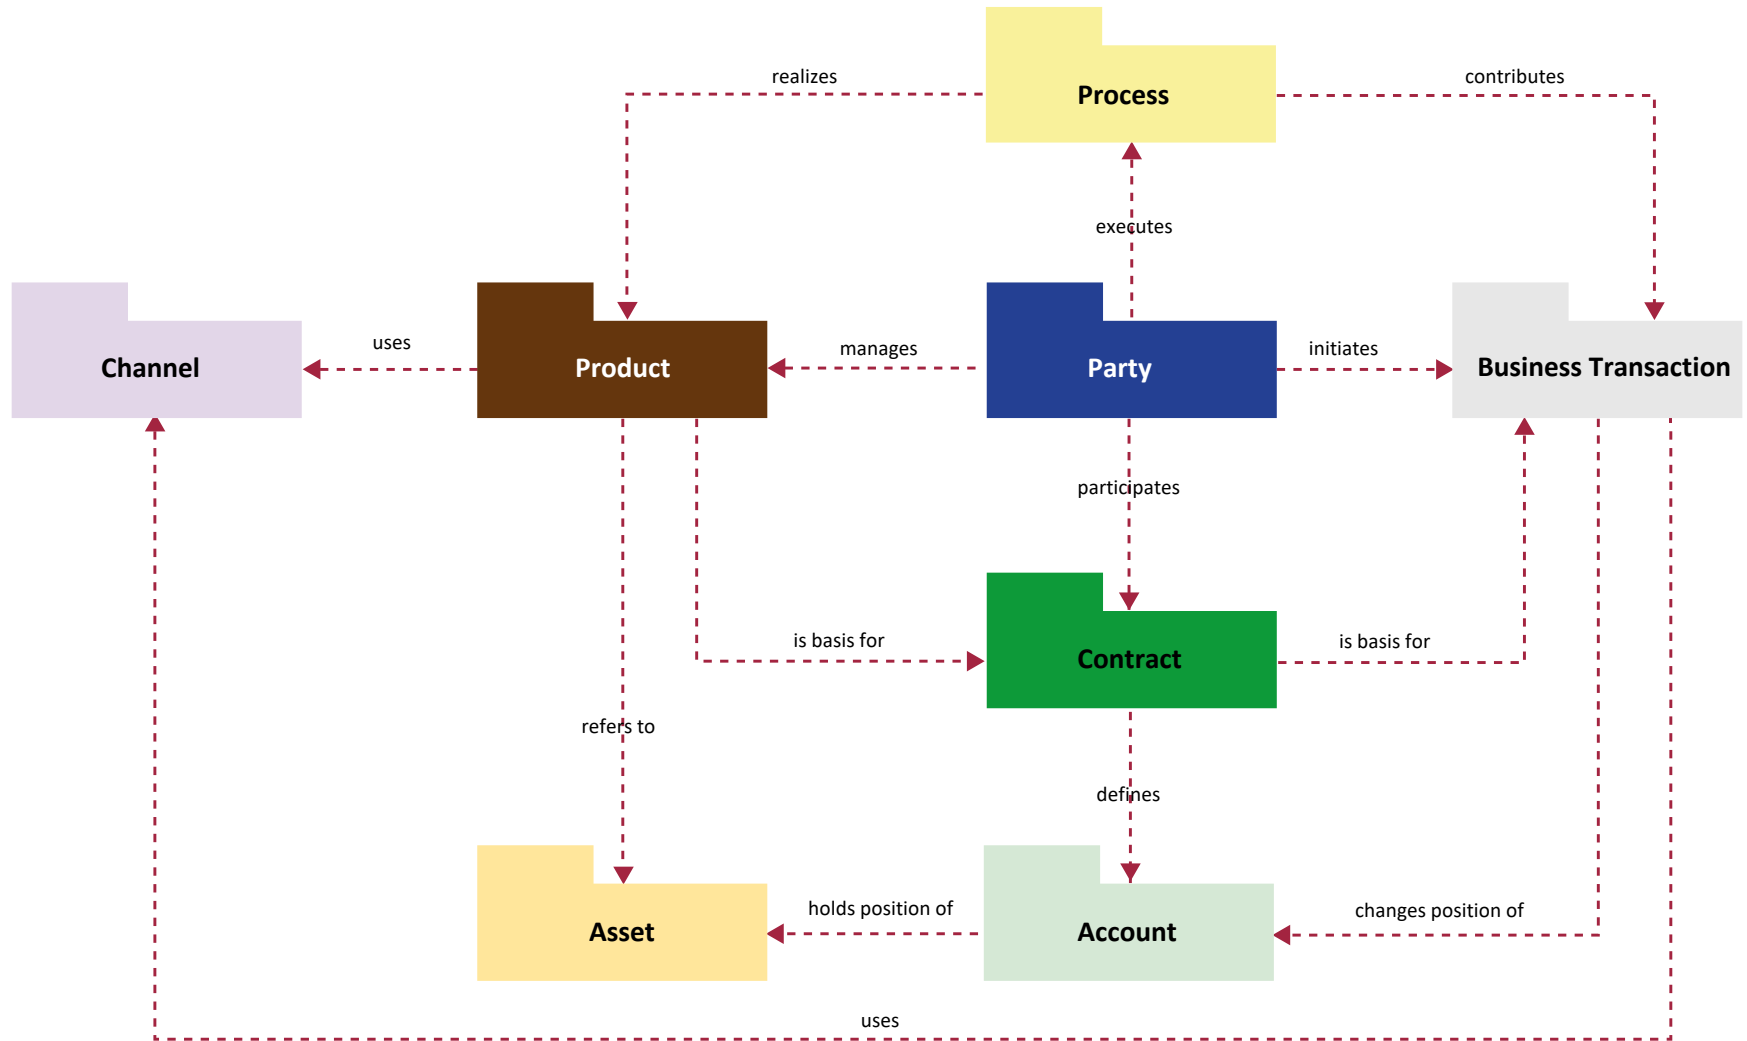 realizes
contributes
Process
executes
uses
manages
initiates
Channel
Product
Party
Business Transaction
participates
is basis for
is basis for
Contract
refers to
defines
holds position of
changes position of
Asset
Account
uses